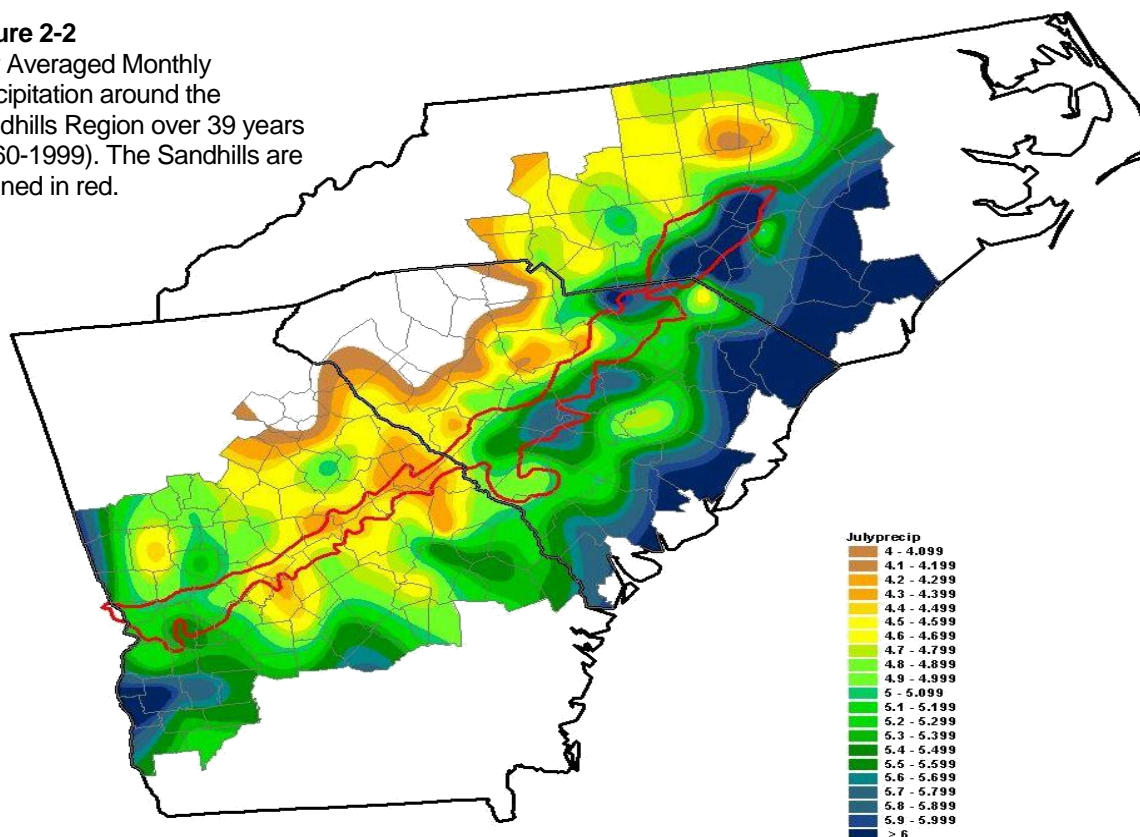 ure 2-2
Averaged Monthly
cipitation around the
dhills Region over 39 years
60-1999). The Sandhills are
ned in red.
Julyprecip
4 - 4.099
4.1 - 4.199
4.2 - 4.299
4.3 - 4.399
4.4 - 4.499
4.5 - 4.599
4.6 - 4.699
4.7 - 4.799
4.8 - 4.899
4.9 - 4.999
5 - 5.099
5.1 - 5.199
5.2 - 5.299
5.3 - 5.399
5.4 - 5.499
5.5 - 5.599
5.6 - 5.699
5.7 - 5.799
5.8 - 5.899
5.9 - 5.999
> 6